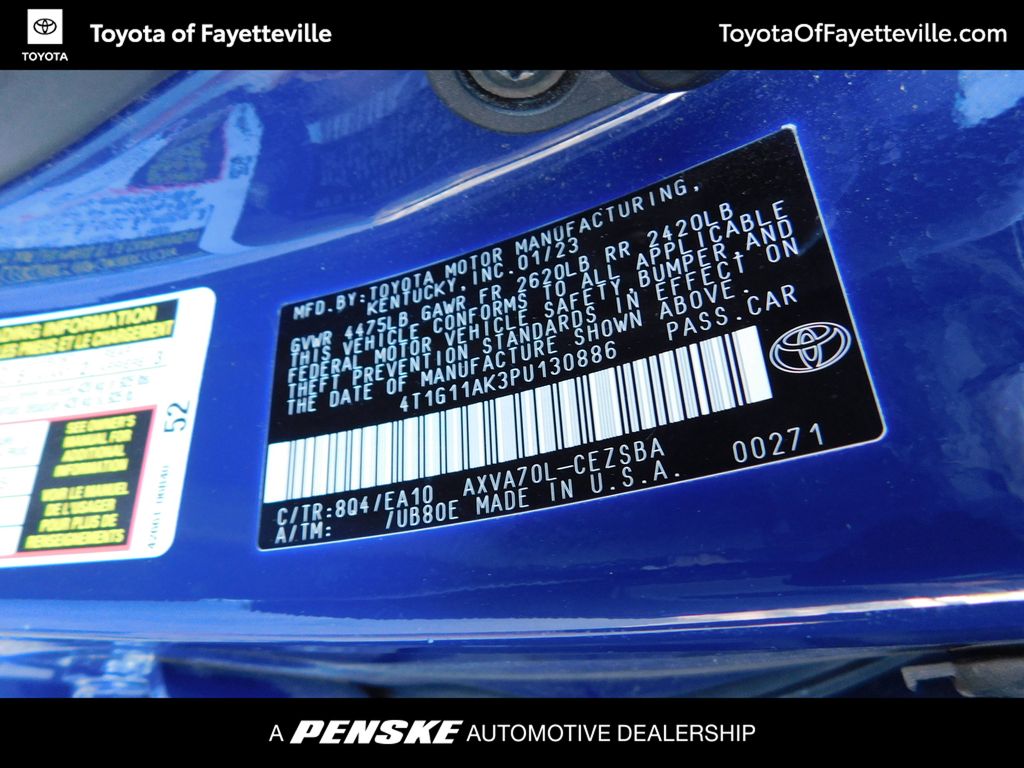 TOYOTA
Toyota of Fayetteville
ToyotaOfFayetteville.com
MFD. BY: TOYOTA MOTOR MANUFACTURING,
KENTUCKY, INC. 01/23
GVWR 4475LB GAWR FR 2620LB RR 2420LB
THIS VEHICLE CONFORMS TO ALL APPLICABLE
FEDERAL MOTOR VEHICLE SAFETY, BUMPER, AND
THEFT PREVENTION STANDARDS IN EFFECT ON
THE DATE OF MANUFACTURE SHOWN ABOVE.
4T1G11AK3PU130886 PASS.CAR
C/TR:8Q4/EA10 AXVA70L-CEZSBA 00271
A/TM: /UB80E MADE IN U.S.A.
INFORMATION
CHARGEMENT
52
SEE OWNER'S
MANUAL FOR
ADDITIONAL
INFORMATION
VOIR LE MANUEL
DE L'USAGER
POUR PLUS DE
RENSEIGNEMENTS
A PENSKE AUTOMOTIVE DEALERSHIP